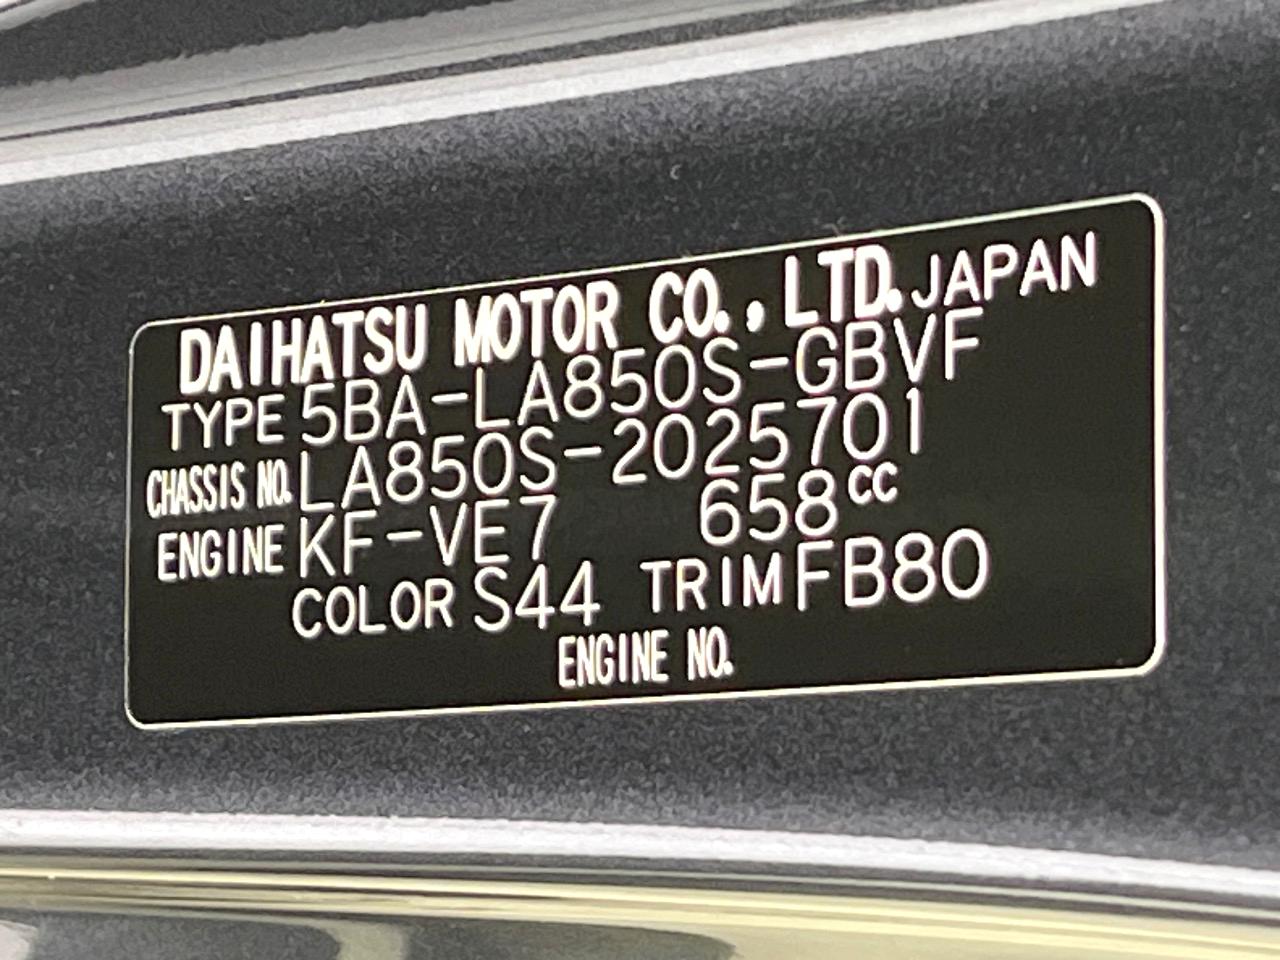 DAIHATSU MOTOR CO., LTD. JAPAN
TYPE 5BA-LA850S-GBVF
CHASSIS NO. LA850S-2025701
ENGINE KF-VE7 658cc
COLOR S44 TRIM FB80
ENGINE NO.